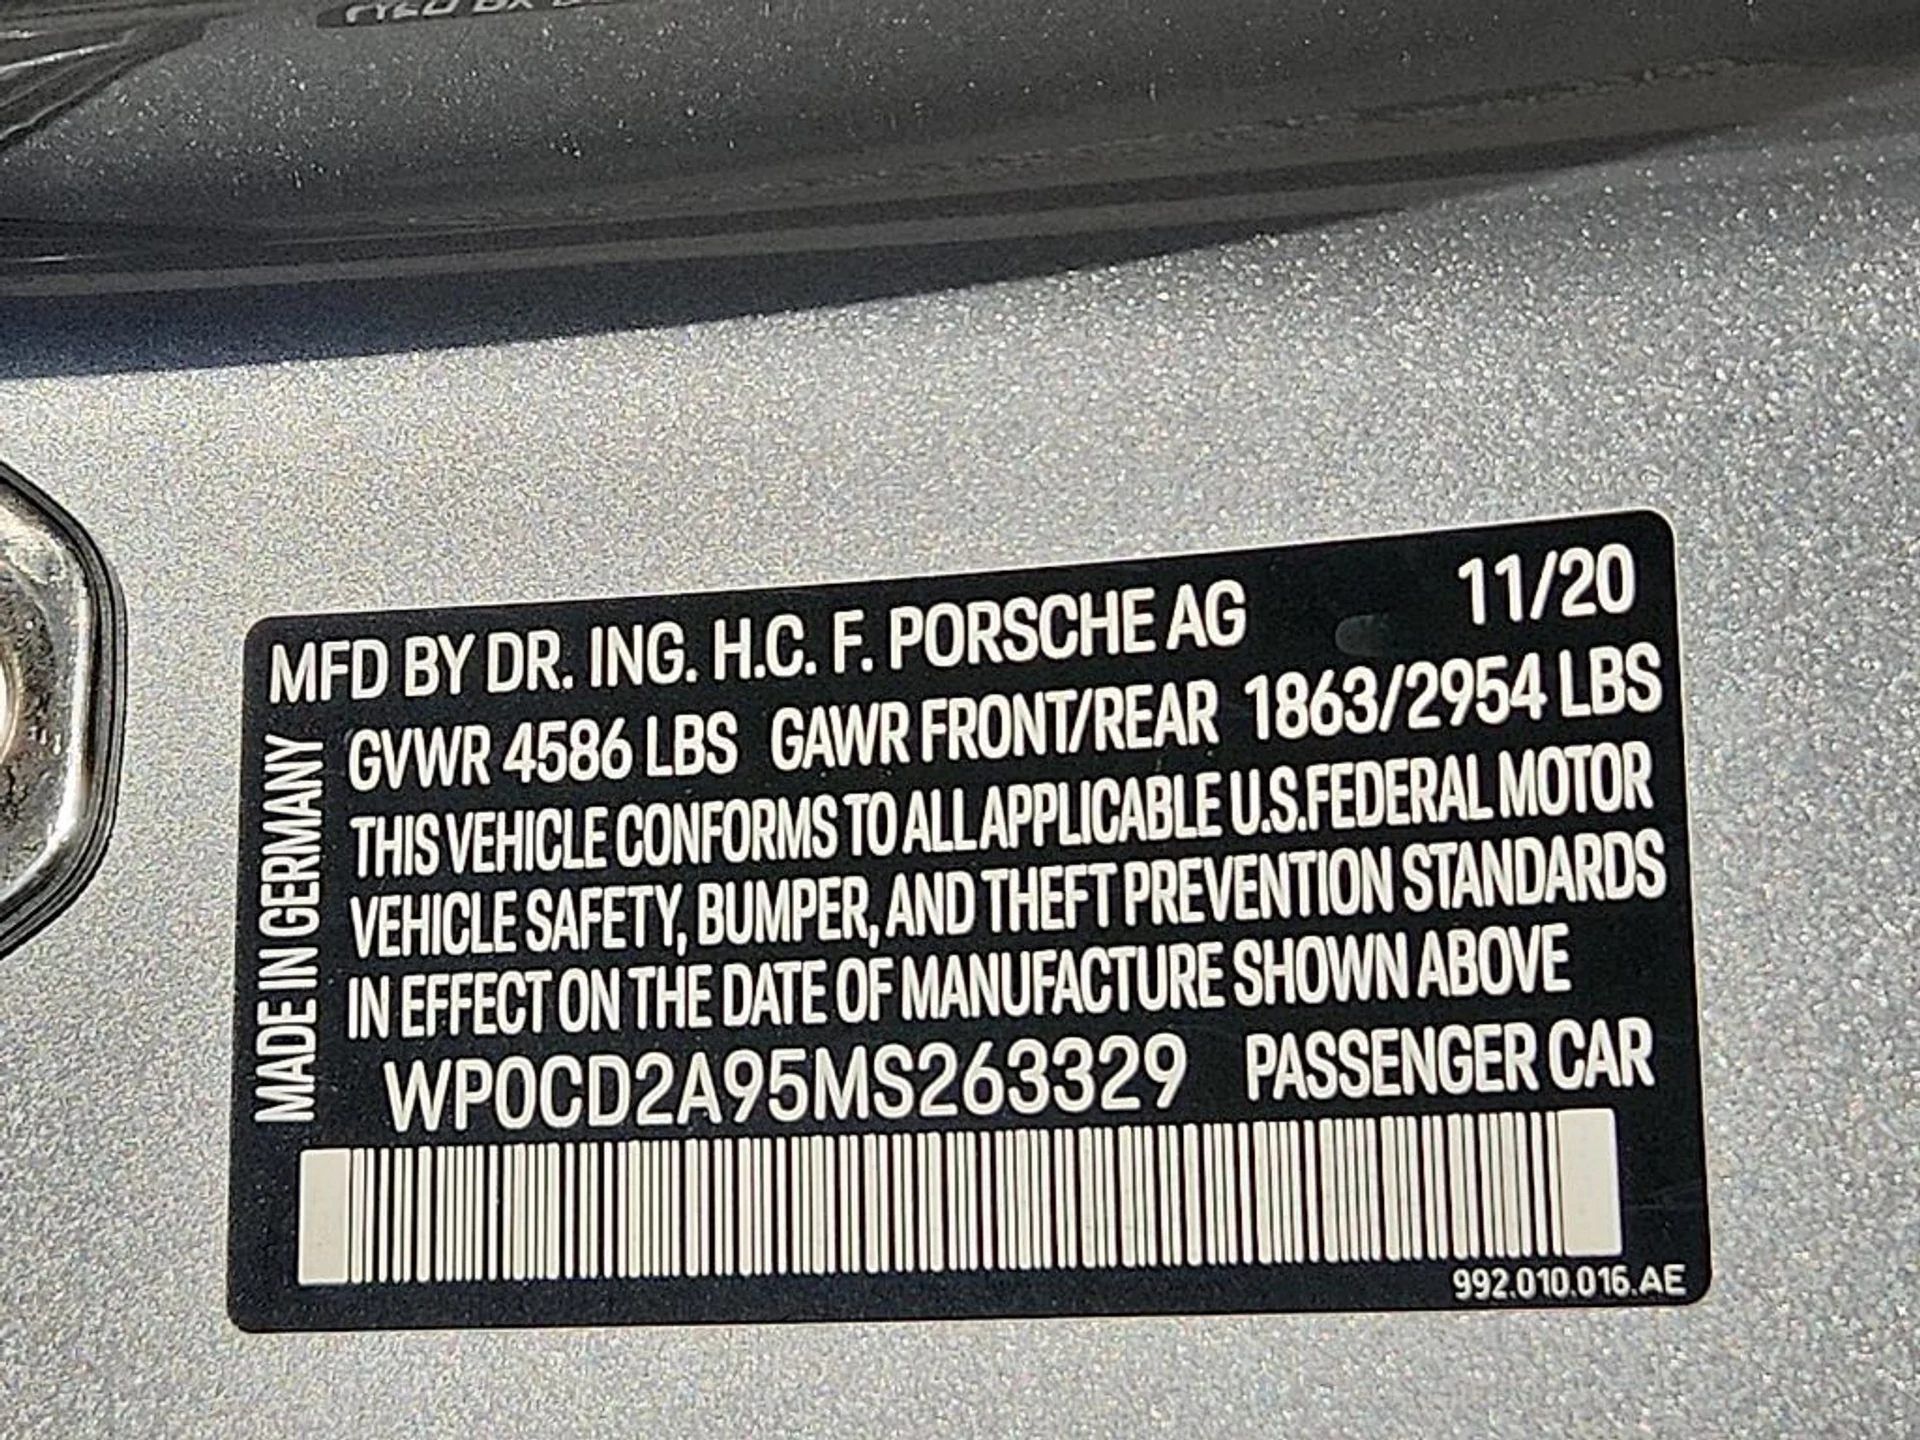 MFD BY DR. ING. H.C. F. PORSCHE AG 11/20
GVWR 4586 LBS GAWR FRONT/REAR 1863/2954 LBS
THIS VEHICLE CONFORMS TO ALL APPLICABLE U.S.FEDERAL MOTOR
VEHICLE SAFETY, BUMPER, AND THEFT PREVENTION STANDARDS
IN EFFECT ON THE DATE OF MANUFACTURE SHOWN ABOVE
WP0CD2A95MS263329 PASSENGER CAR
MADE IN GERMANY
992.010.016.AE